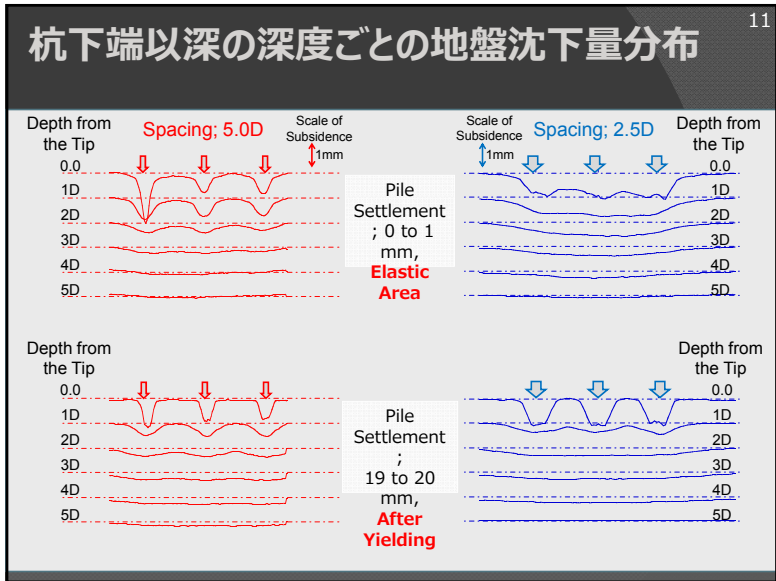 11
杭下端以深の深度ごとの地盤沈下量分布
Depth from
the Tip
Spacing; 5.0D
Scale of
Subsidence
1mm
0.0
1D
2D
3D
4D
5D
Pile
Settlement
; 0 to 1
mm,
Elastic
Area
Scale of
Subsidence
1mm
Spacing; 2.5D
Depth from
the Tip
0.0
1D
2D
3D
4D
5D
Depth from
the Tip
0.0
1D
2D
3D
4D
5D
Pile
Settlement
;
19 to 20
mm,
After
Yielding
Depth from
the Tip
0.0
1D
2D
3D
4D
5D